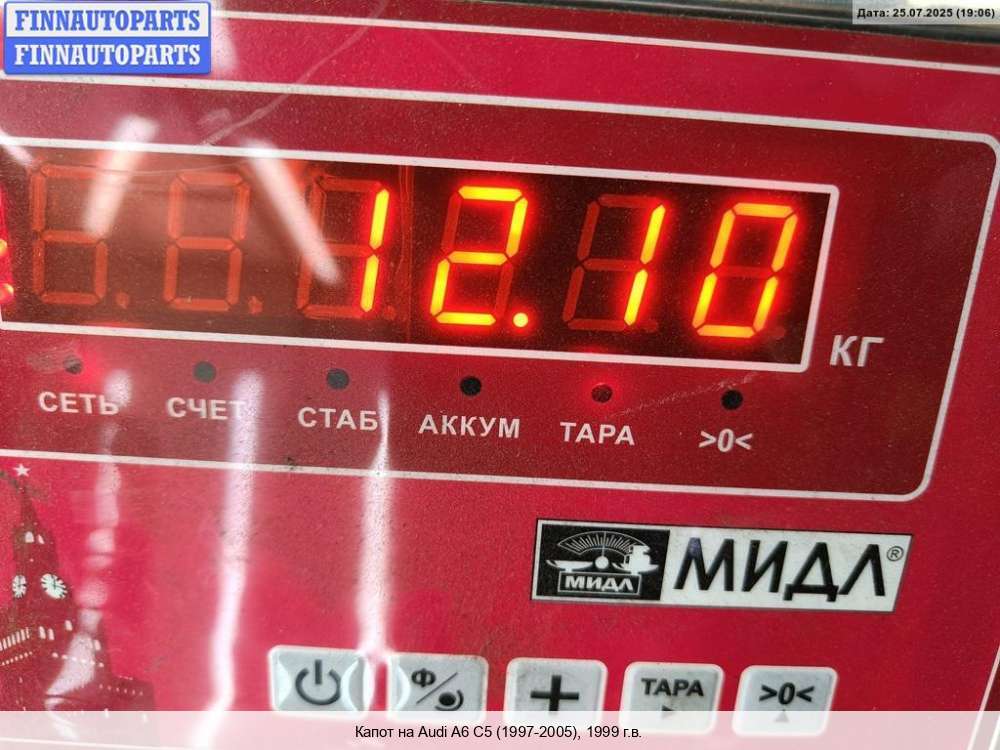 FINNAUTOPARTS
FINNAUTOPARTS
Дата: 25.07.2025 (19:06)
12.10
КГ
СЕТЬ СЧЕТ СТАБ АККУМ ТАРА >0<
МИДЛ МИДЛ®
Ф
+ ТАРА >0<
Капот на Audi A6 C5 (1997-2005), 1999 г.в.